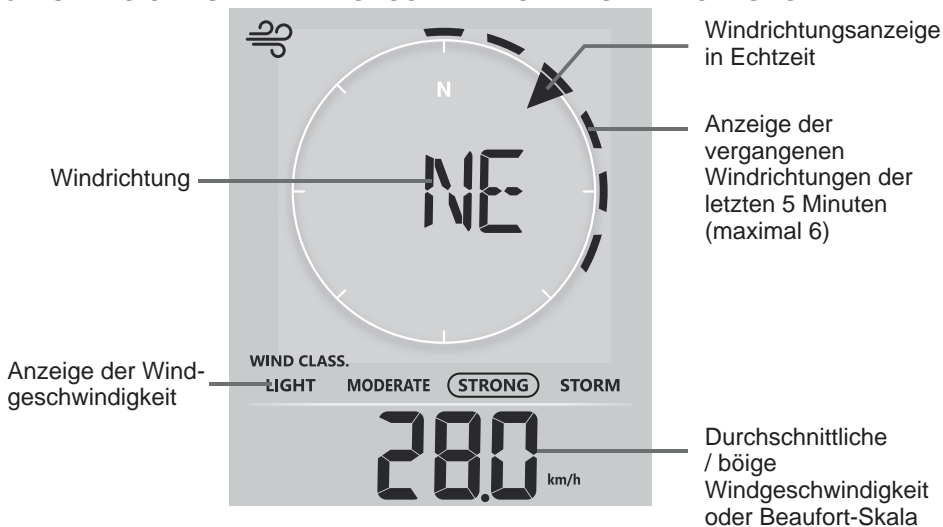 Windrichtungsanzeige
in Echtzeit
N
Anzeige der
vergangenen
Windrichtungen der
letzten 5 Minuten
(maximal 6)
Windrichtung
NE
WIND CLASS.
Anzeige der Wind-
geschwindigkeit
LIGHT MODERATE STRONG STORM
28.0 km/h
Durchschnittliche
/ böige
Windgeschwindigkeit
oder Beaufort-Skala